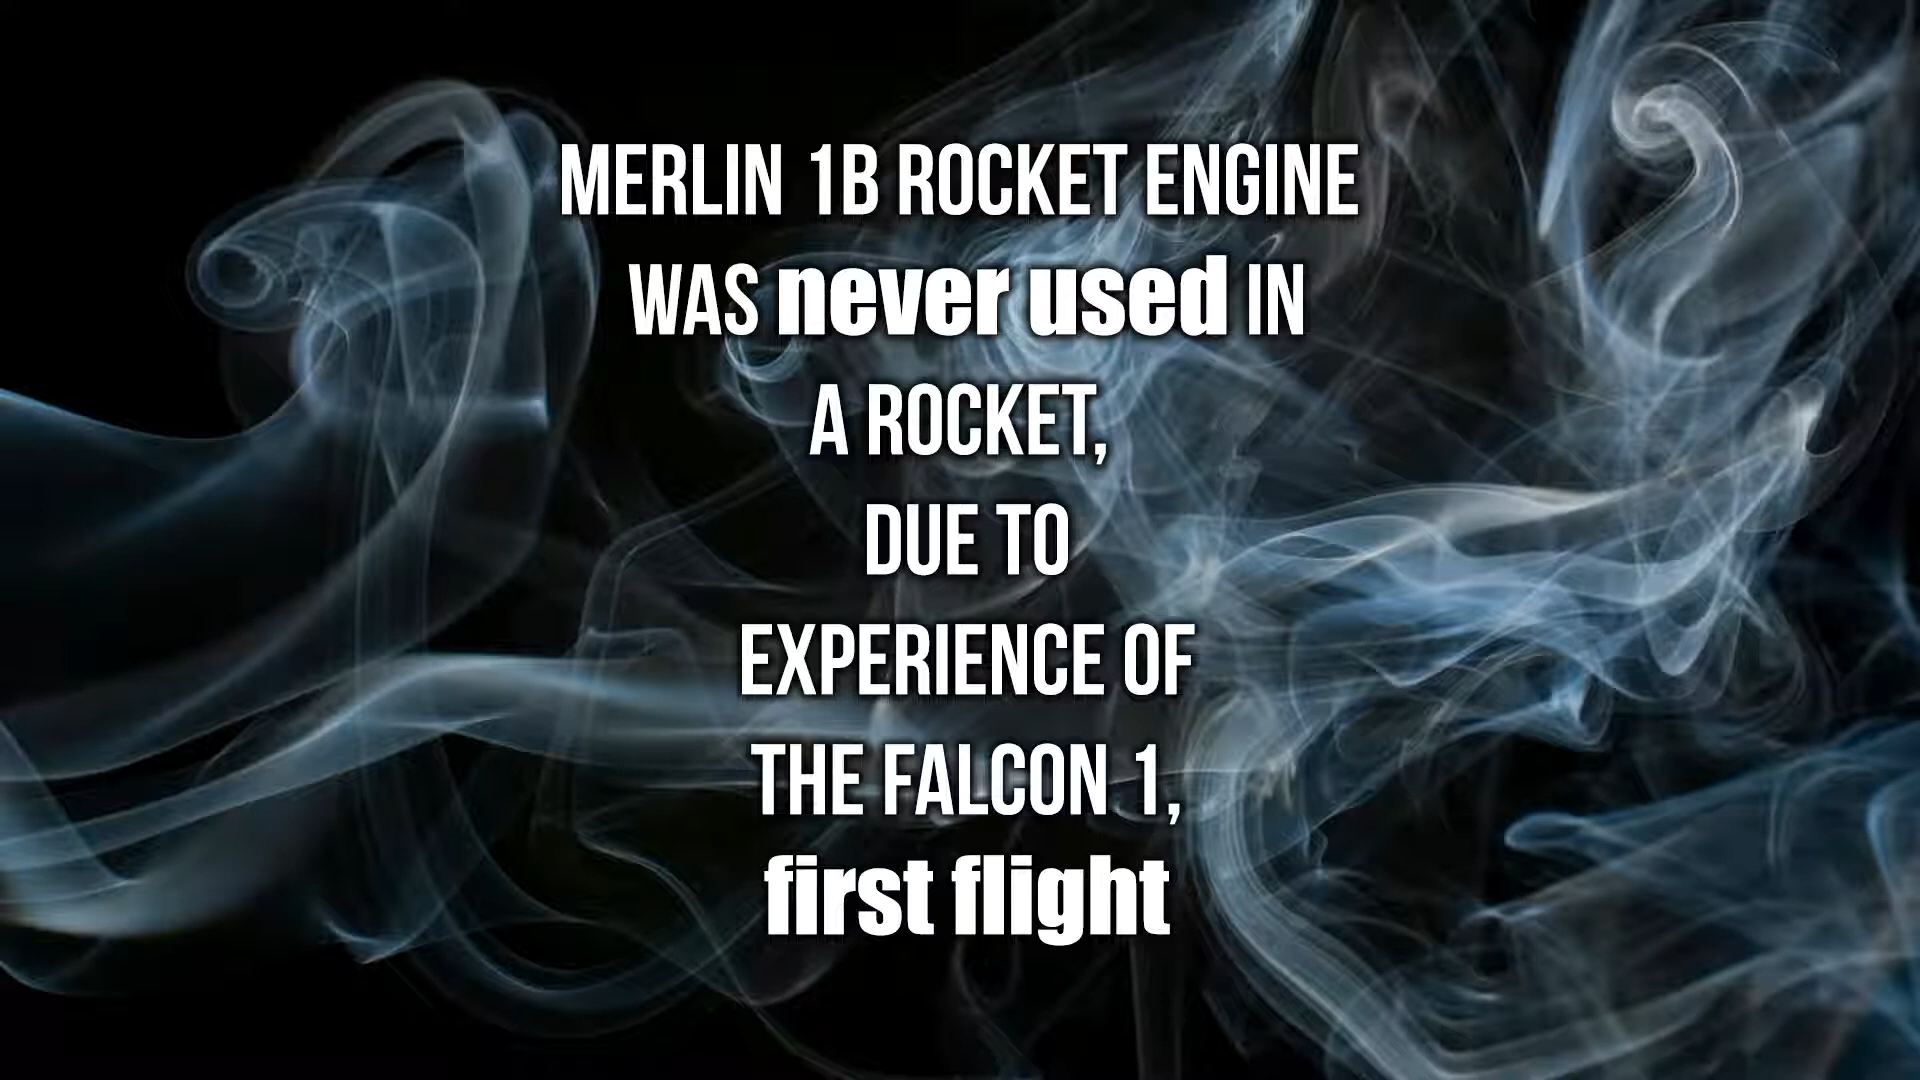 MERLIN 1B ROCKET ENGINE
WAS never used IN
A ROCKET,
DUE TO
EXPERIENCE OF
THE FALCON 1,
first flight